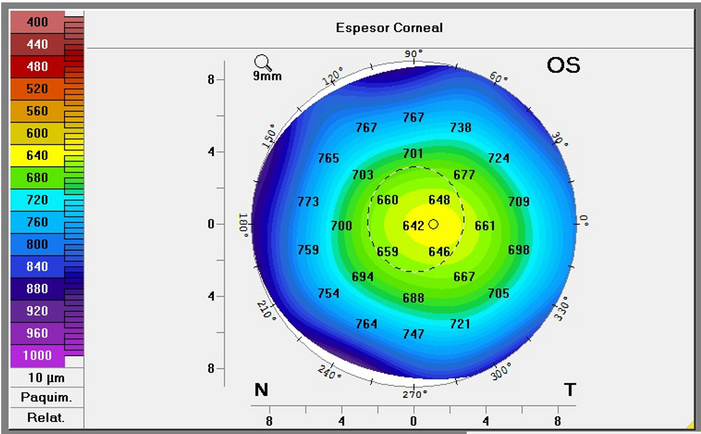 Espesor Corneal
400
440
480
520
560
600
640
680
720
760
800
840
880
920
960
1000
10 µm
Paquim.
Relat.
9mm
OS
90°
120° 60°
150° 30°
180° 0°
210° 330°
240° 300°
270°
8
4
0
4
8
767
767 738
765 701 724
703 677
773 660 648 709
700 642 661
759 659 646 698
694 667
754 688 705
764 721
747
N T
8 4 0 4 8